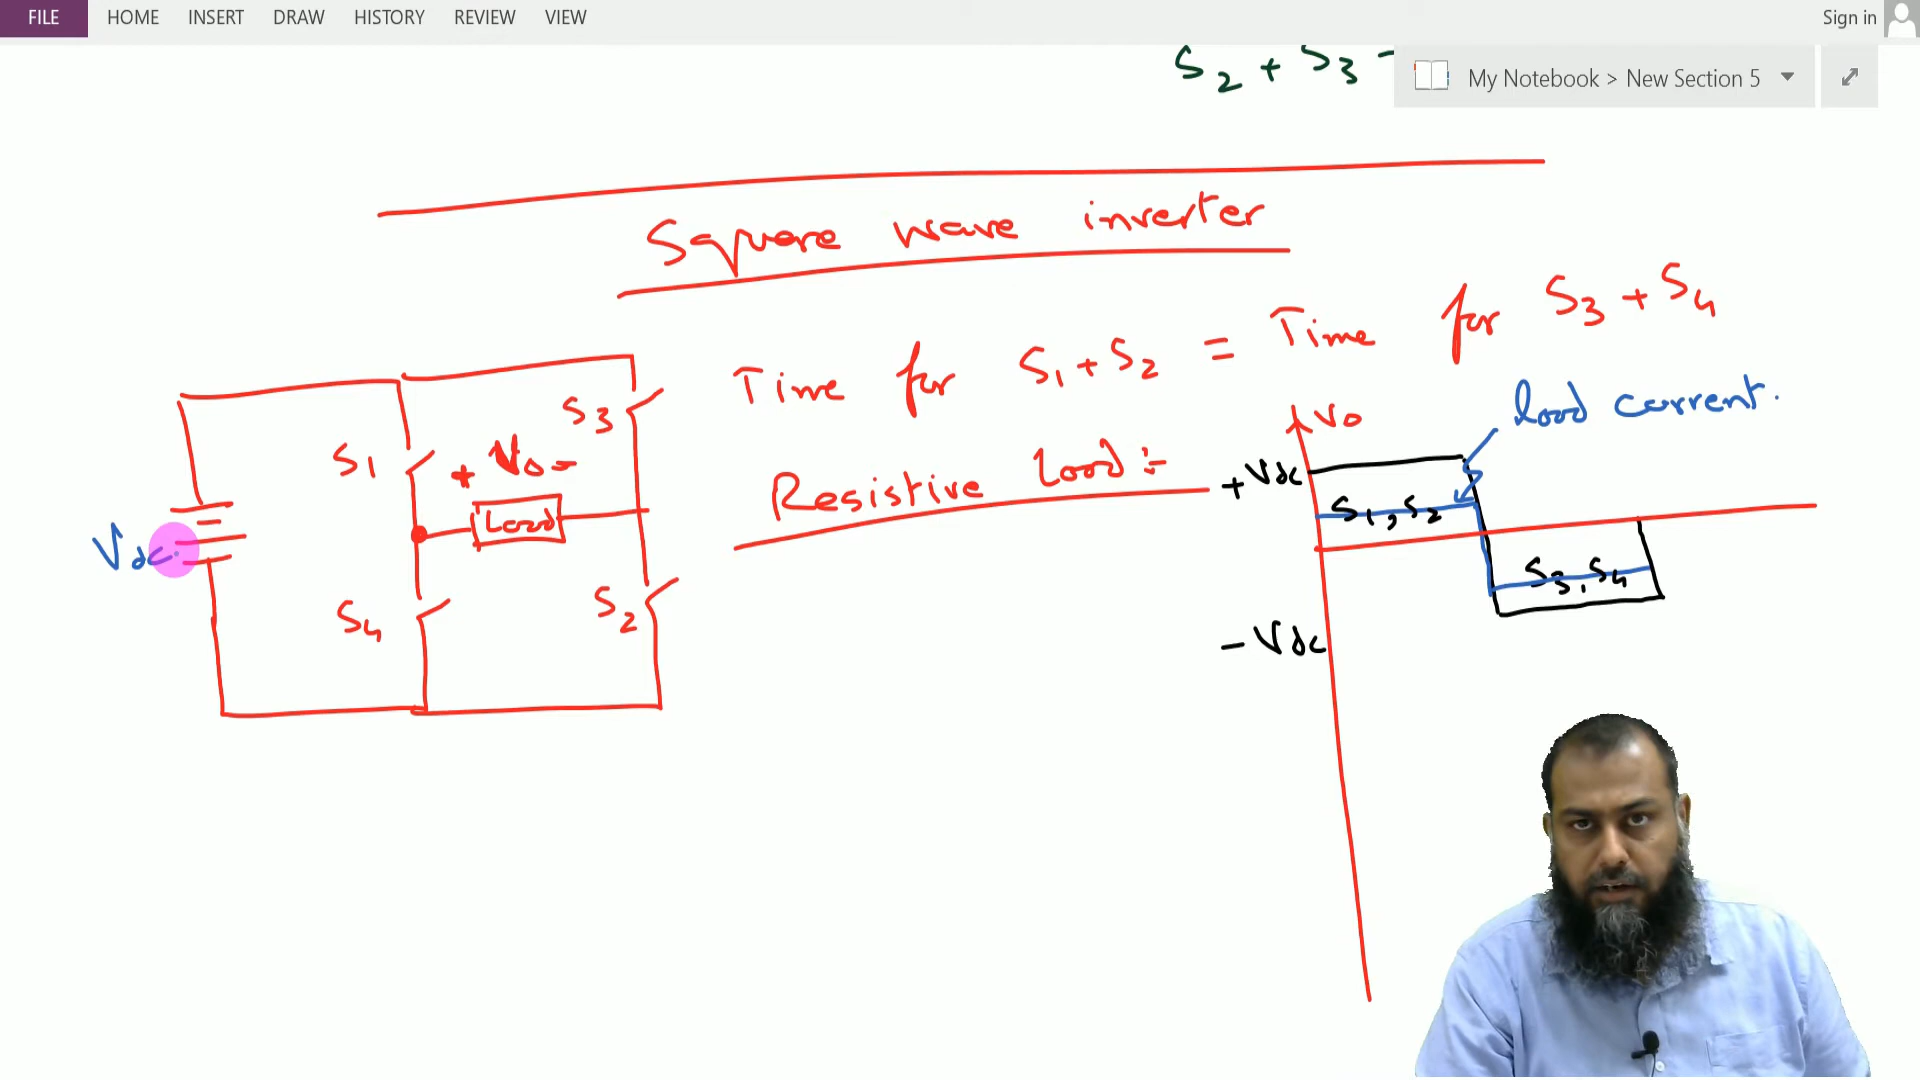 FILE HOME INSERT DRAW HISTORY REVIEW VIEW Sign in
My Notebook > New Section 5
S2 + S3 -
Square wave inverter
Time for S1 + S2 = Time for S3 + S4
load current.
Resistive load :-
Vo
+Vdc
S1, S2
S3, S4
-Vdc
S3
S1
+ Vo -
Load
Vdc
S4
S2